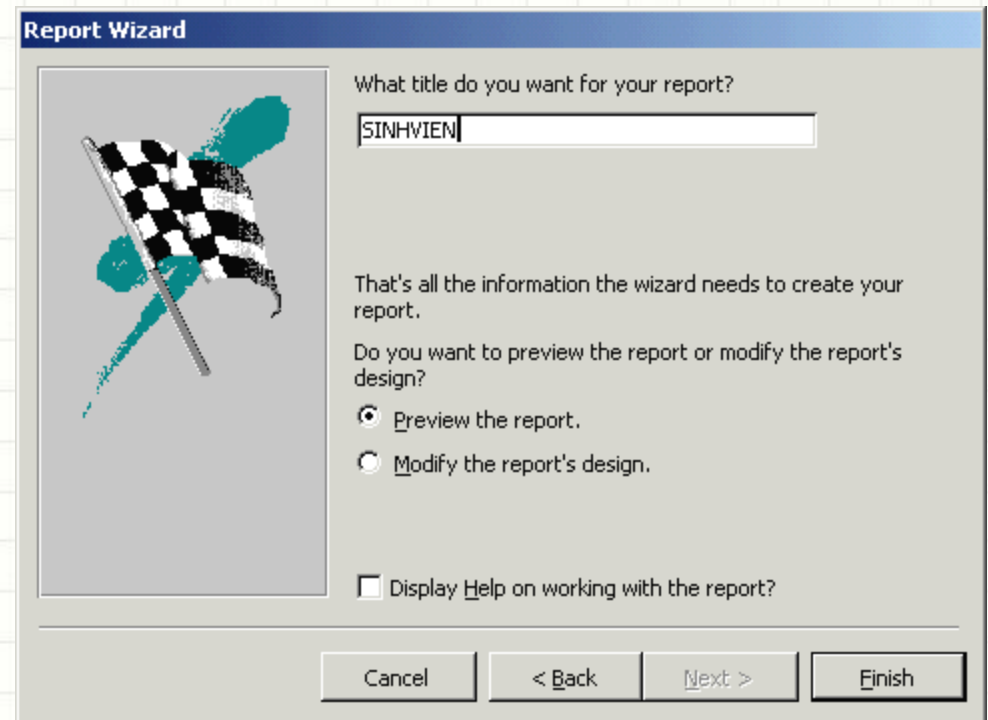 Report Wizard
What title do you want for your report?
SINHVIEN
That's all the information the wizard needs to create your
report.
Do you want to preview the report or modify the report's
design?
Preview the report.
Modify the report's design.
Display Help on working with the report?
Cancel
< Back
Next >
Finish